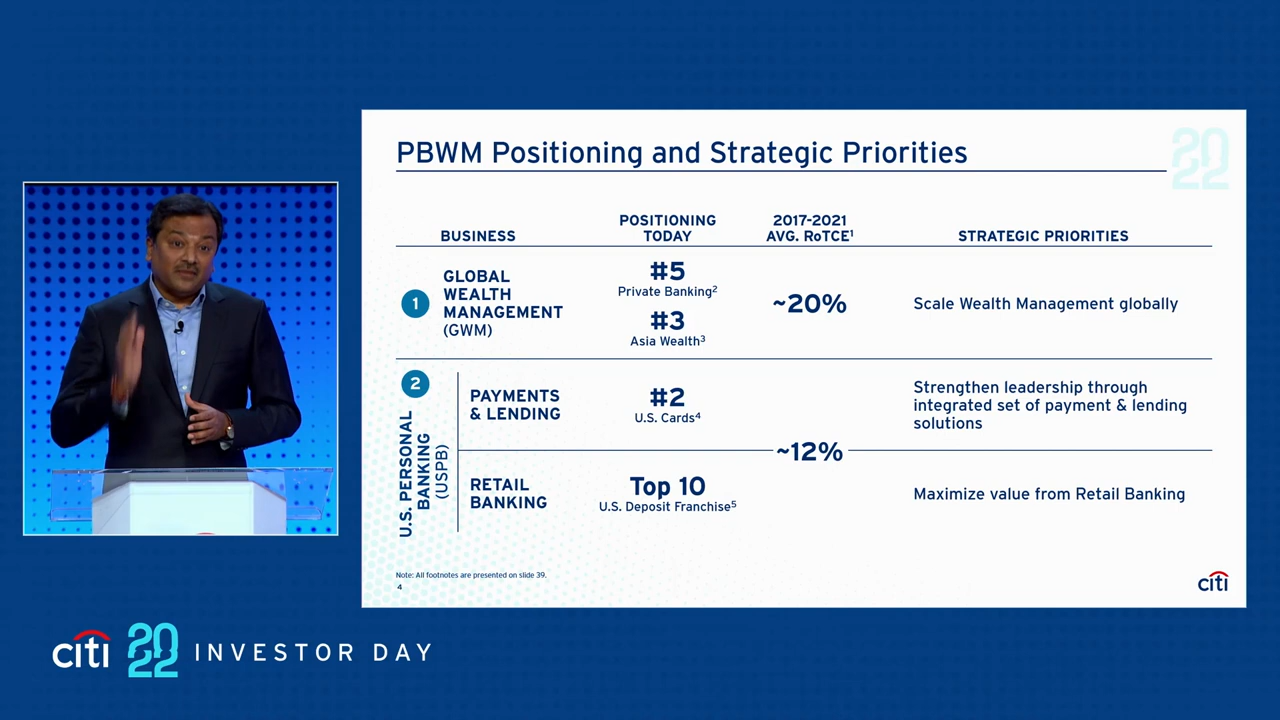 PBWM Positioning and Strategic Priorities
2022
BUSINESS
POSITIONING
TODAY
2017-2021
AVG. RoTCE¹
STRATEGIC PRIORITIES
1
GLOBAL
WEALTH
MANAGEMENT
(GWM)
#5
Private Banking²
#3
Asia Wealth³
~20%
Scale Wealth Management globally
2
U.S. PERSONAL
BANKING
(USPB)
PAYMENTS
& LENDING
#2
U.S. Cards⁴
~12%
Strengthen leadership through
integrated set of payment & lending
solutions
RETAIL
BANKING
Top 10
U.S. Deposit Franchise⁵
Maximize value from Retail Banking
Note: All footnotes are presented on slide 39.
4
citi
citi 2022 INVESTOR DAY